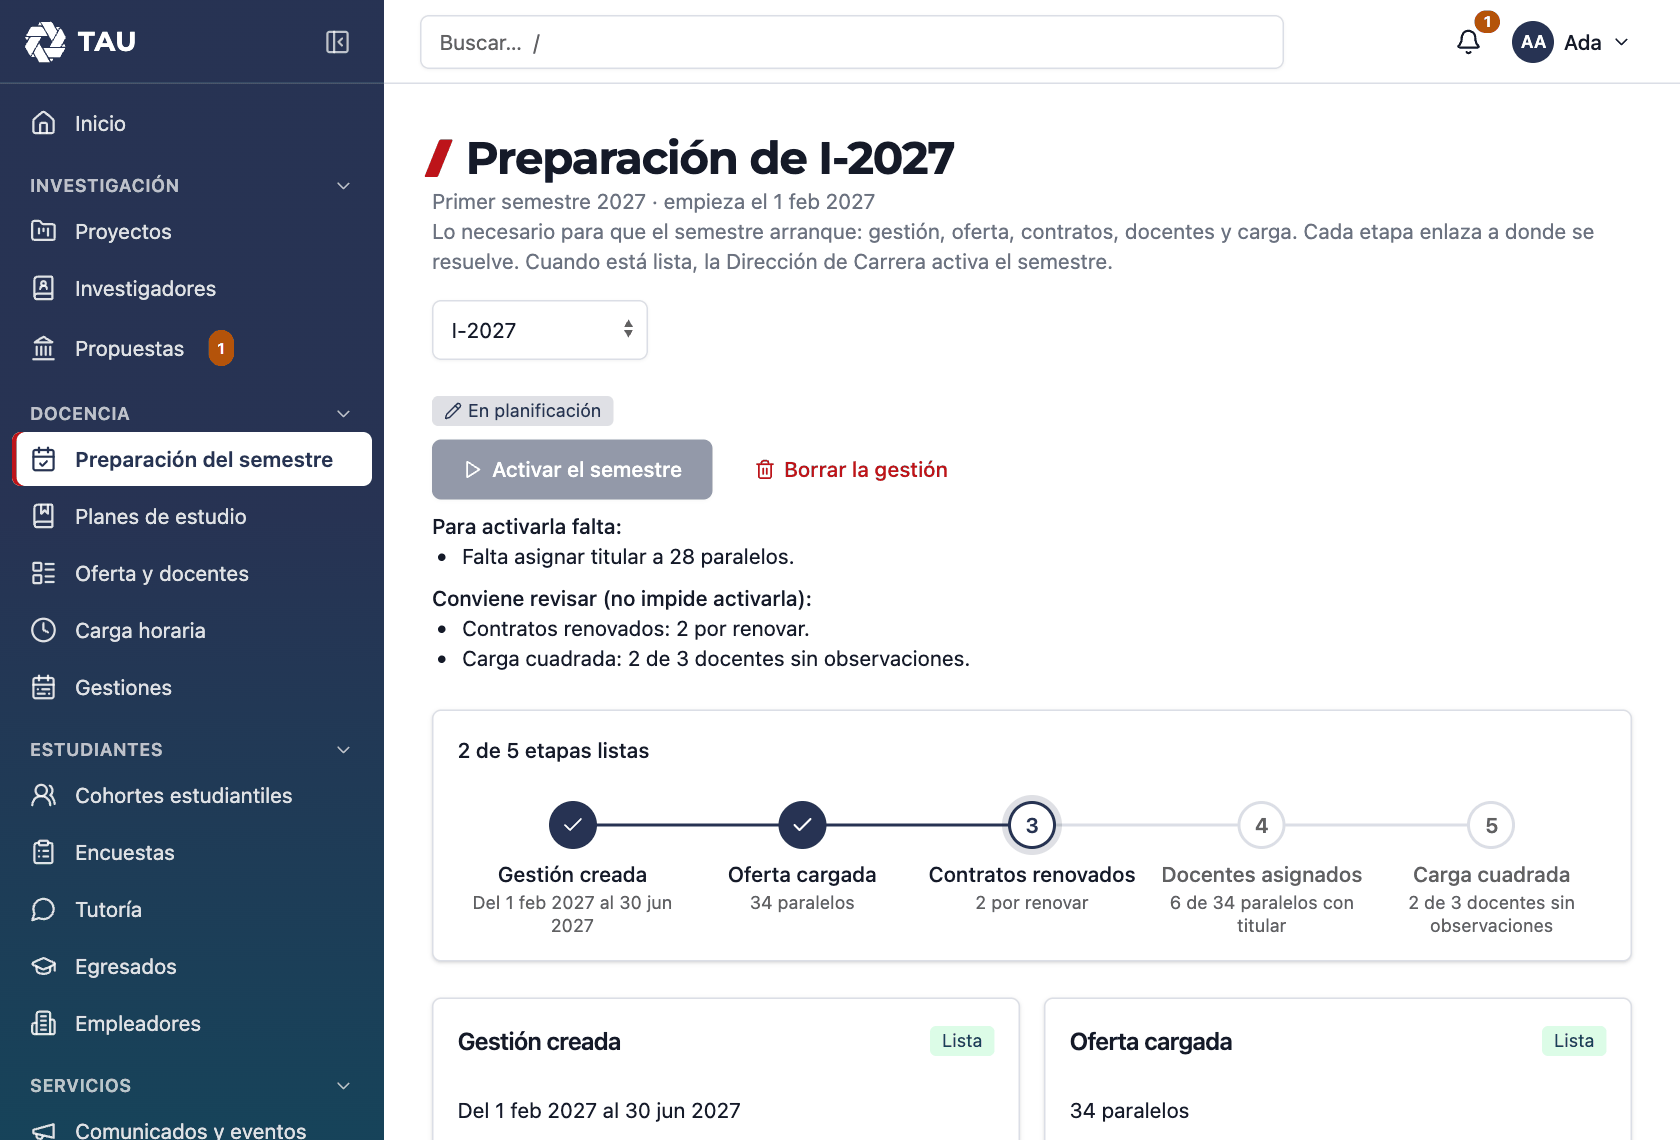 TAU
Buscar... /
1
AA
Ada
Inicio
INVESTIGACIÓN
Proyectos
Investigadores
Propuestas
1
DOCENCIA
Preparación del semestre
Planes de estudio
Oferta y docentes
Carga horaria
Gestiones
ESTUDIANTES
Cohortes estudiantiles
Encuestas
Tutoría
Egresados
Empleadores
SERVICIOS
Comunicados y eventos
Preparación de I-2027
Primer semestre 2027 · empieza el 1 feb 2027
Lo necesario para que el semestre arranque: gestión, oferta, contratos, docentes y carga. Cada etapa enlaza a donde se
resuelve. Cuando está lista, la Dirección de Carrera activa el semestre.
I-2027
En planificación
Activar el semestre
Borrar la gestión
Para activarla falta:
• Falta asignar titular a 28 paralelos.
Conviene revisar (no impide activarla):
• Contratos renovados: 2 por renovar.
• Carga cuadrada: 2 de 3 docentes sin observaciones.
2 de 5 etapas listas
Gestión creada
Del 1 feb 2027 al 30 jun
2027
Oferta cargada
34 paralelos
3
Contratos renovados
2 por renovar
4
Docentes asignados
6 de 34 paralelos con
titular
5
Carga cuadrada
2 de 3 docentes sin
observaciones
Gestión creada
Lista
Del 1 feb 2027 al 30 jun 2027
Oferta cargada
Lista
34 paralelos